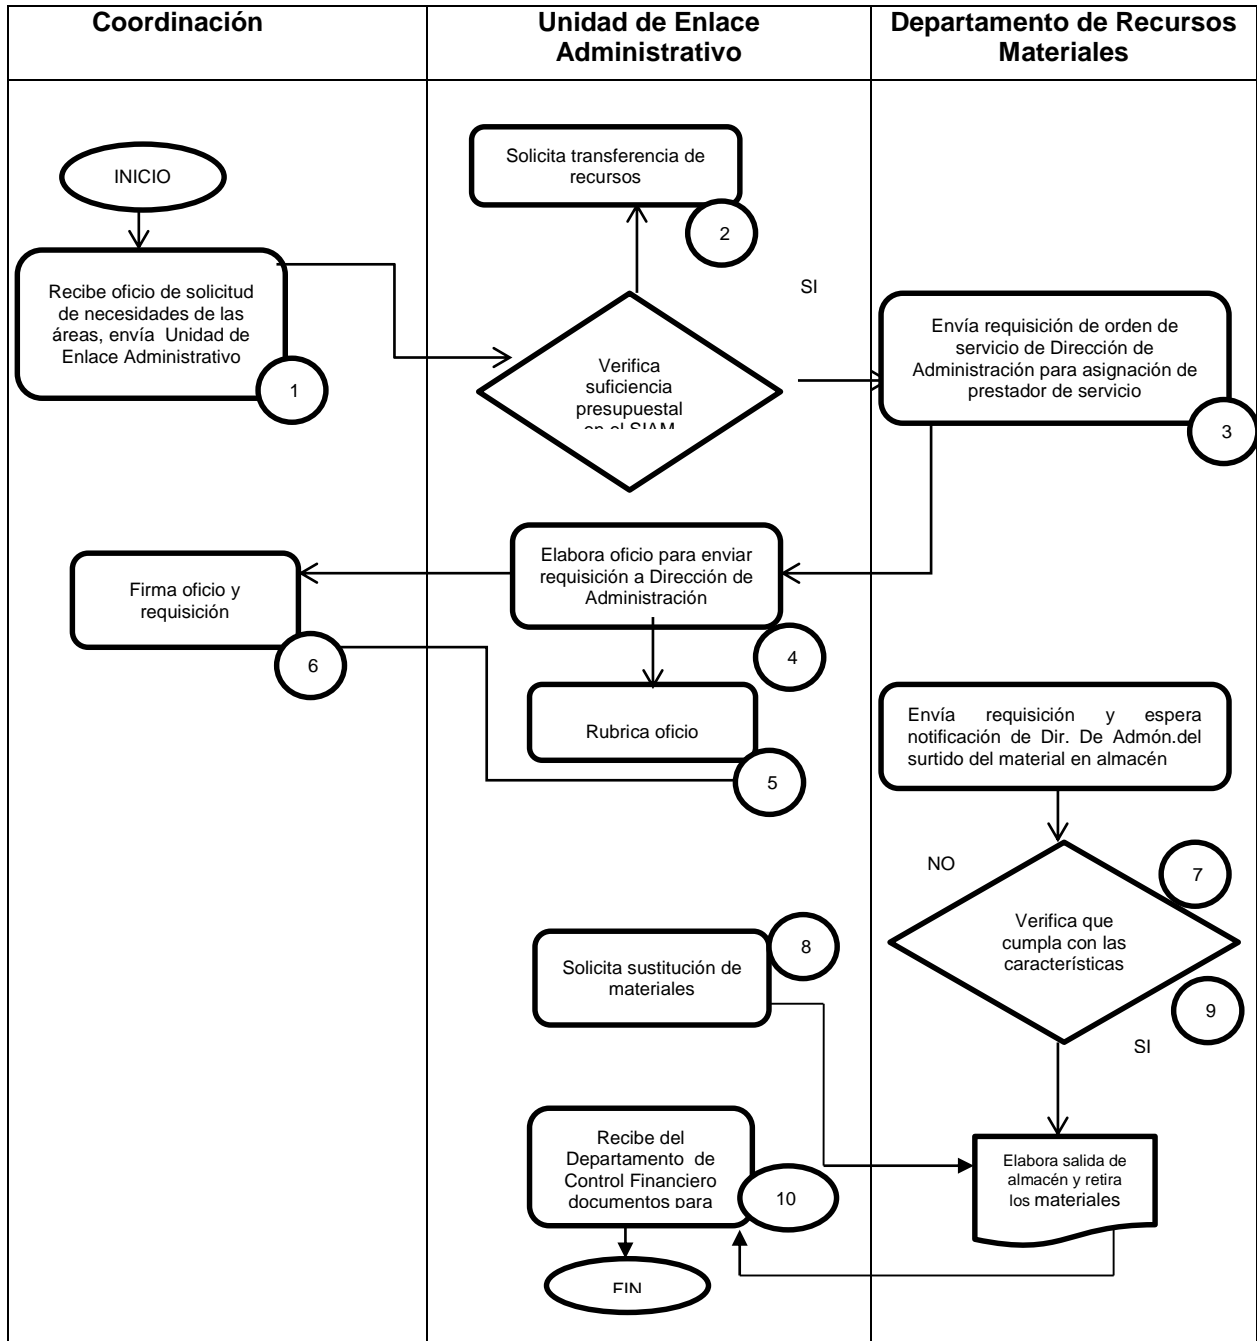 Coordinación
Unidad de Enlace
Administrativo
Departamento de Recursos
Materiales
INICIO
Solicita transferencia de
recursos
2
SI
Recibe oficio de solicitud
de necesidades de las
áreas, envía Unidad de
Enlace Administrativo
1
Verifica
suficiencia
presupuestal
en el SIAM
Envía requisición de orden de
servicio de Dirección de
Administración para asignación de
prestador de servicio
3
Firma oficio y
requisición
6
Elabora oficio para enviar
requisición a Dirección de
Administración
4
Rubrica oficio
5
Envía requisición y espera
notificación de Dir. De Admón.del
surtido del material en almacén
NO
7
Verifica que
cumpla con las
características
8
Solicita sustitución de
materiales
9
SI
Recibe del
Departamento de
Control Financiero
documentos para
10
Elabora salida de
almacén y retira
los materiales
FIN